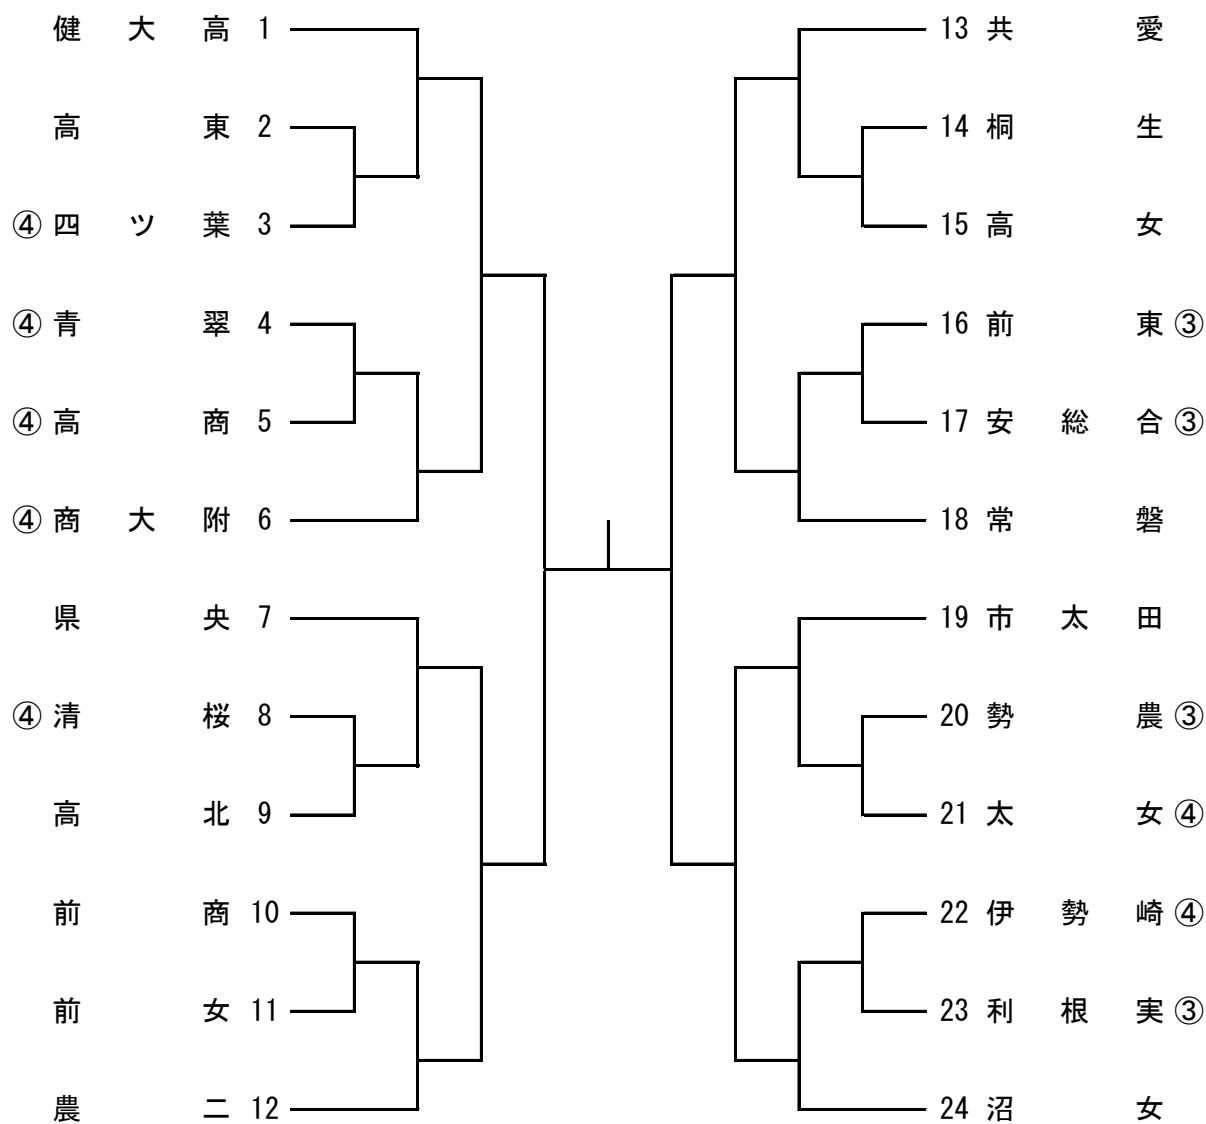 健大高 1
高東 2
④ 四ツ葉 3
④ 青翠 4
④ 高商 5
④ 商大附 6
県央 7
④ 清桜 8
高北 9
前商 10
前女 11
農二 12
13 共愛
14 桐生
15 高女
16 前東 ③
17 安総合 ③
18 常磐
19 市太田
20 勢農 ③
21 太女 ④
22 伊勢崎 ④
23 利根実 ③
24 沼女